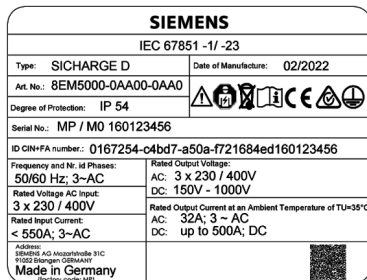 SIEMENS
IEC 67851 -1/ -23
Type: SICHARGE D
Date of Manufacture: 02/2022
Art. No.: 8EM5000-0AA00-0AA0
Degree of Protection: IP 54
CE
Serial No.: MP / M0 160123456
ID CIN+FA number.: 0167254-c4bd7-a50a-f721684ed160123456
Frequency and Nr. id Phases:
50/60 Hz; 3~AC
Rated Voltage AC Input:
3 x 230 / 400V
Rated Input Current:
< 550A; 3~AC
Rated Output Voltage:
AC: 3 x 230 / 400V
DC: 150V - 1000V
Rated Output Current at an Ambient Temperature of TU=35°C
AC: 32A; 3 ~ AC
DC: up to 500A; DC
Address:
SIEMENS AG Mozartstraße 31C
91052 Erlangen GERMANY
Made in Germany
(factory code: MP)